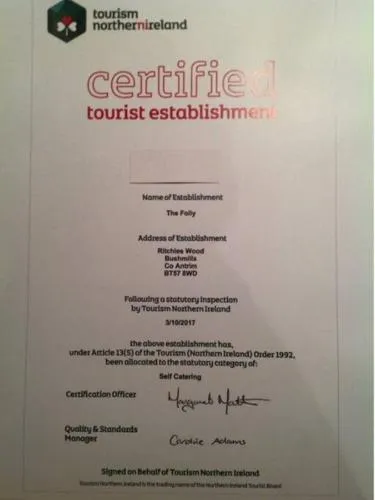 tourism
northernireland
certified
tourist establishment
Name of Establishment
The Folly
Address of Establishment
Ritchies Wood
Bushmills
Co Antrim
BT57 8WD
Following a statutory inspection
by Tourism Northern Ireland
3/10/2017
the above establishment has,
under Article 13(5) of the Tourism (Northern Ireland) Order 1992,
been allocated to the statutory category of:
Self Catering
Certification Officer
Margaret
Quality & Standards
Manager
Caroline Adams
Signed on Behalf of Tourism Northern Ireland
Tourism Northern Ireland is the trading name of the Northern Ireland Tourist Board